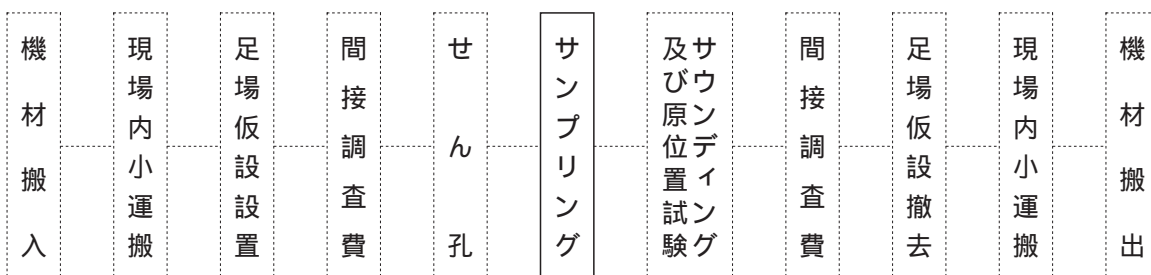 機材搬入
現場内小運搬
足場仮設設置
間接調査費
せん孔
サンプリング
サウンディング
及び原位置試験
間接調査費
足場仮設撤去
現場内小運搬
機材搬出